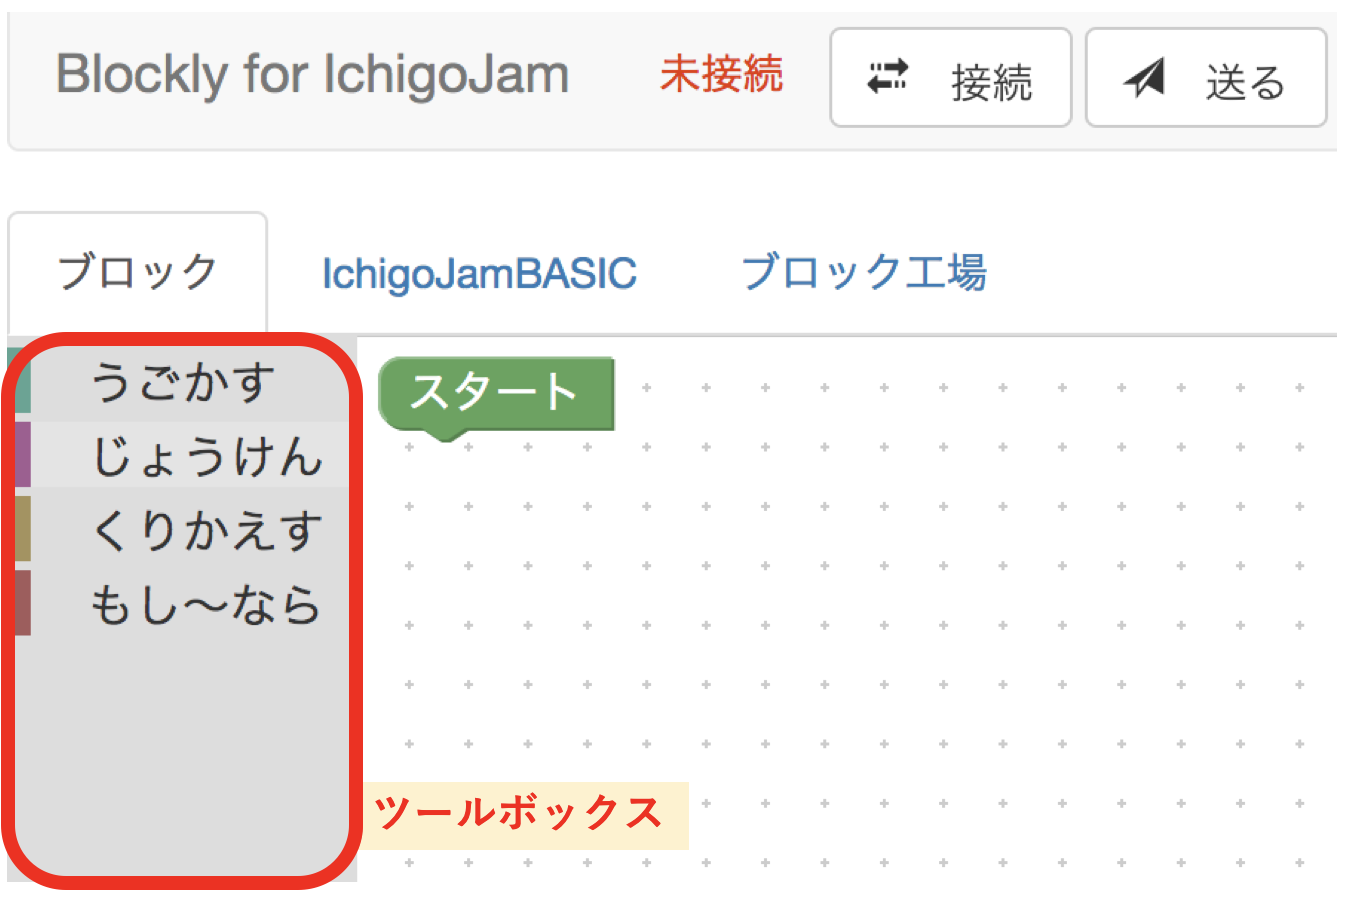 Blockly for IchigoJam 未接続 接続 送る
ブロック IchigoJamBASIC ブロック工場
うごかす
スタート
じょうけん
くりかえす
もし〜なら
ツールボックス